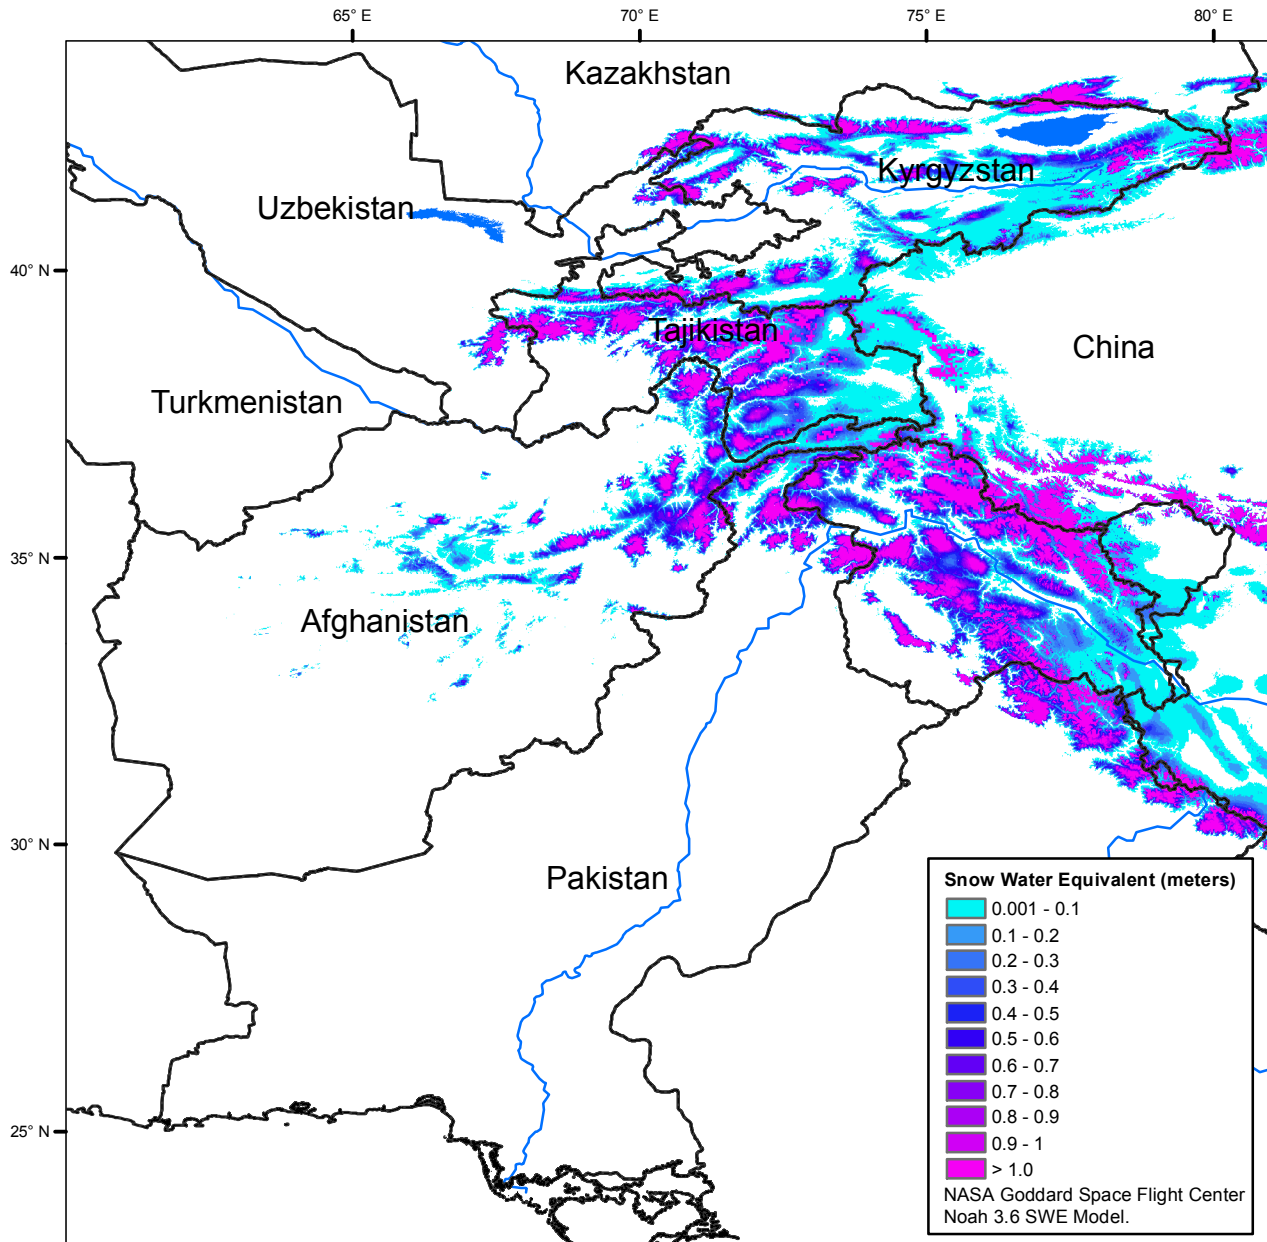 65° E
70° E
75° E
80° E
Kazakhstan
Kyrgyzstan
Uzbekistan
40° N
Tajikistan
China
Turkmenistan
35° N
Afghanistan
30° N
Pakistan
25° N
Snow Water Equivalent (meters)
0.001 - 0.1
0.1 - 0.2
0.2 - 0.3
0.3 - 0.4
0.4 - 0.5
0.5 - 0.6
0.6 - 0.7
0.7 - 0.8
0.8 - 0.9
0.9 - 1
> 1.0
NASA Goddard Space Flight Center
Noah 3.6 SWE Model.